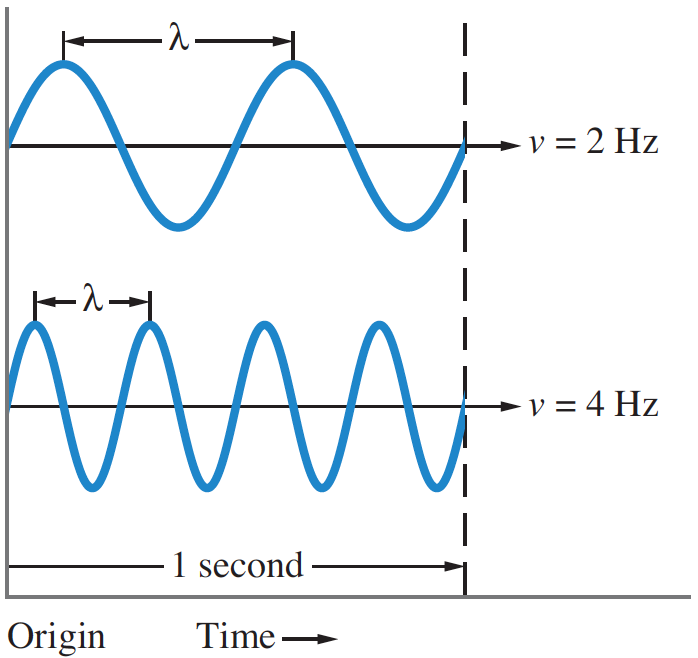 λ
ν = 2 Hz
λ
ν = 4 Hz
1 second
Origin Time